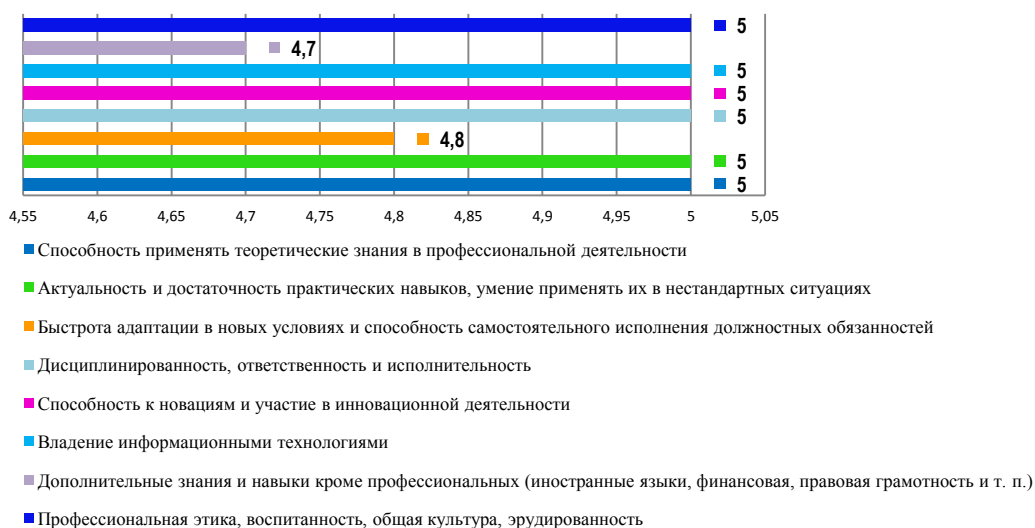 5
4,7
5
5
5
4,8
5
5
4,55 4,6 4,65 4,7 4,75 4,8 4,85 4,9 4,95 5 5,05
Способность применять теоретические знания в профессиональной деятельности
Актуальность и достаточность практических навыков, умение применять их в нестандартных ситуациях
Быстрота адаптации в новых условиях и способность самостоятельного исполнения должностных обязанностей
Дисциплинированность, ответственность и исполнительность
Способность к новациям и участие в инновационной деятельности
Владение информационными технологиями
Дополнительные знания и навыки кроме профессиональных (иностранные языки, финансовая, правовая грамотность и т. п.)
Профессиональная этика, воспитанность, общая культура, эрудированность